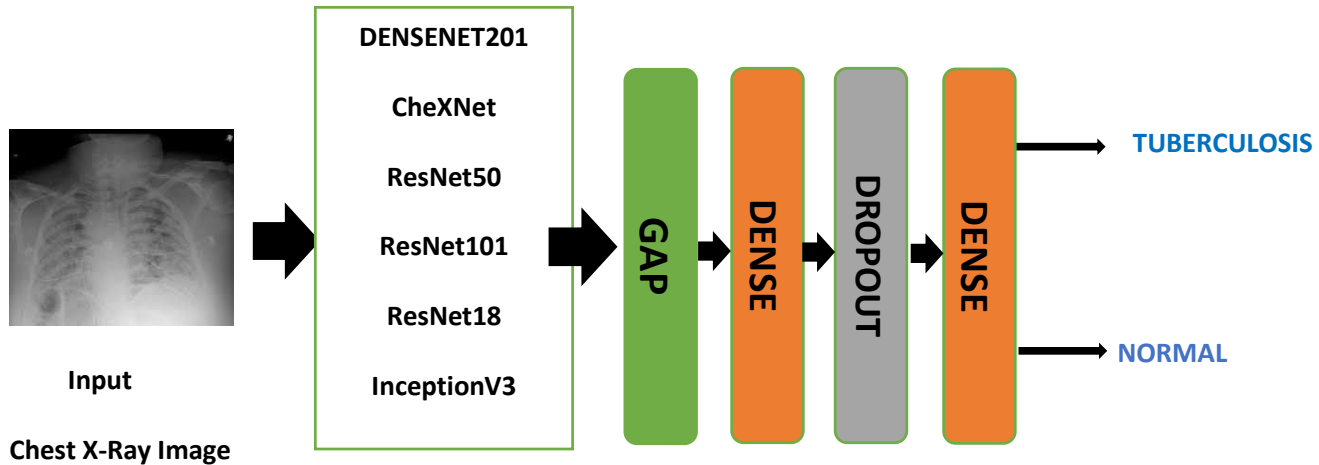 DENSENET201
CheXNet
ResNet50
ResNet101
ResNet18
InceptionV3
Input
Chest X-Ray Image
GAP
DENSE
DROPOUT
DENSE
TUBERCULOSIS
NORMAL